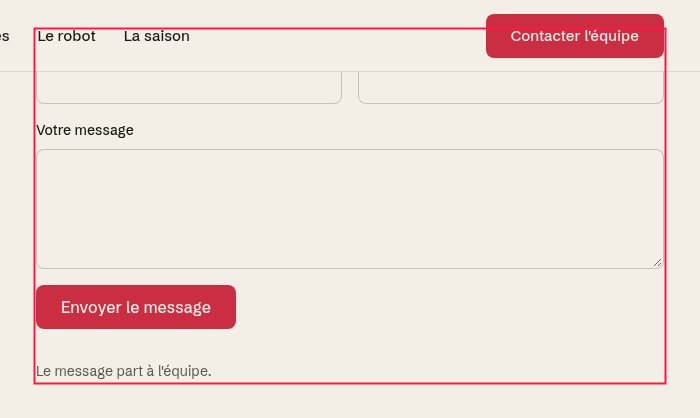 Le robot La saison Contacter l'équipe
Votre message
Envoyer le message
Le message part à l'équipe.